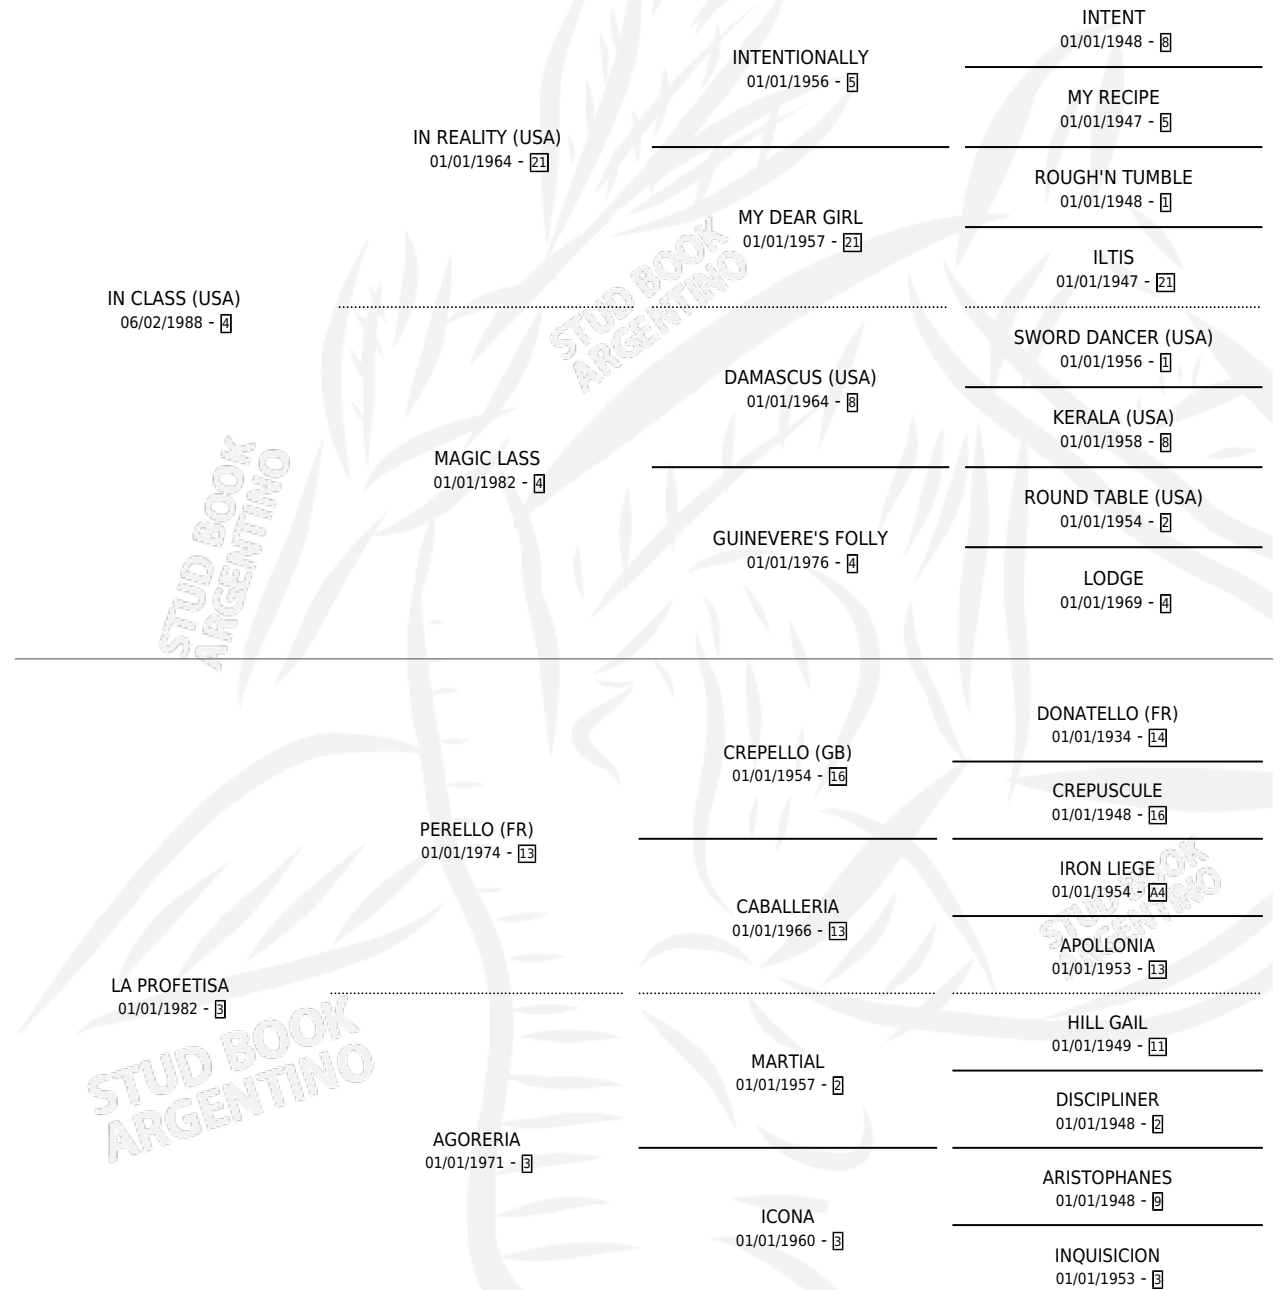 INTENT
01/01/1948 - 8
INTENTIONALLY
01/01/1956 - 5
MY RECIPE
01/01/1947 - 5
IN REALITY (USA)
01/01/1964 - 21
ROUGH'N TUMBLE
01/01/1948 - 1
MY DEAR GIRL
01/01/1957 - 21
ILTIS
01/01/1947 - 21
IN CLASS (USA)
06/02/1988 - 4
SWORD DANCER (USA)
01/01/1956 - 1
DAMASCUS (USA)
01/01/1964 - 8
KERALA (USA)
01/01/1958 - 8
MAGIC LASS
01/01/1982 - 4
ROUND TABLE (USA)
01/01/1954 - 2
GUINEVERE'S FOLLY
01/01/1976 - 4
LODGE
01/01/1969 - 4
DONATELLO (FR)
01/01/1934 - 14
CREPELLO (GB)
01/01/1954 - 16
CREPUSCULE
01/01/1948 - 16
PERELLO (FR)
01/01/1974 - 13
IRON LIEGE
01/01/1954 - A4
CABALLERIA
01/01/1966 - 13
APOLLONIA
01/01/1953 - 13
LA PROFETISA
01/01/1982 - 3
HILL GAIL
01/01/1949 - 11
MARTIAL
01/01/1957 - 2
DISCIPLINER
01/01/1948 - 2
AGORERIA
01/01/1971 - 3
ARISTOPHANES
01/01/1948 - 9
ICONA
01/01/1960 - 3
INQUISICION
01/01/1953 - 3
STUD BOOK
ARGENTINO
STUD BOOK
ARGENTINO
STUD BOOK
ARGENTINO
STUD BOOK
ARGENTINO